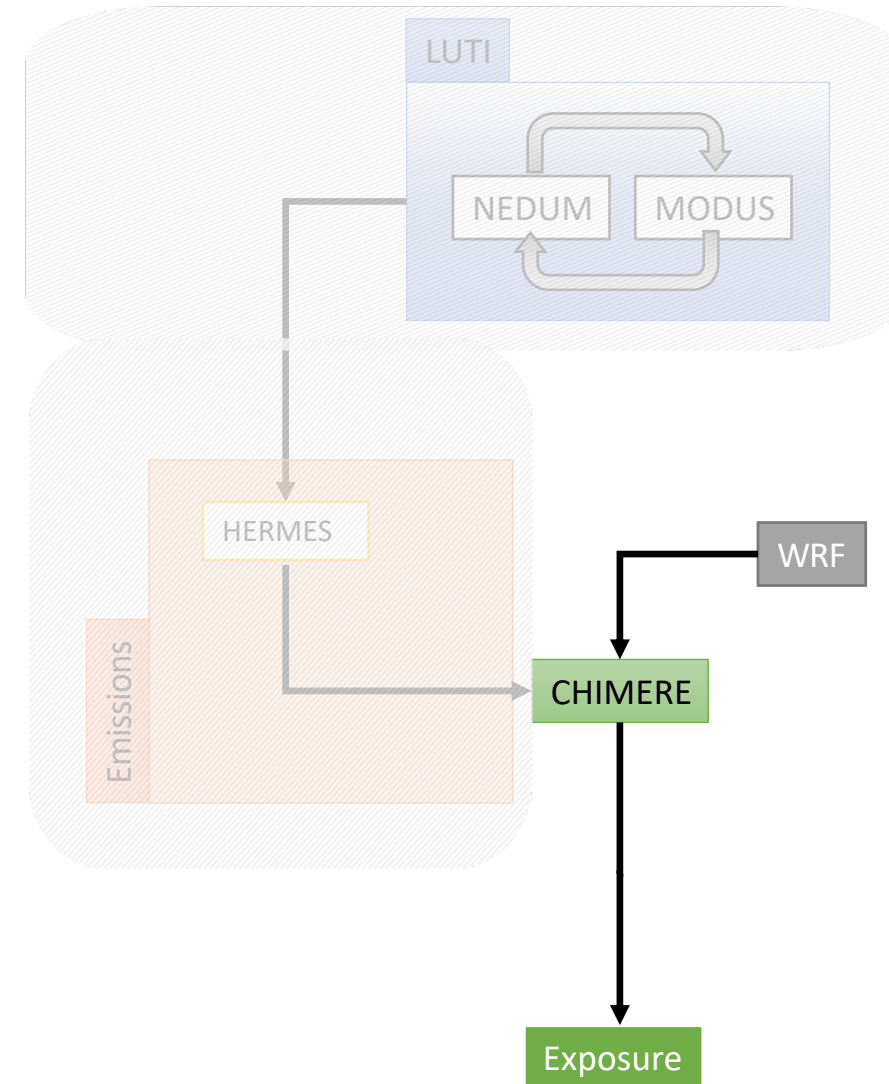 LUTI
NEDUM
MODUS
HERMES
WRF
Emissions
CHIMERE
Exposure